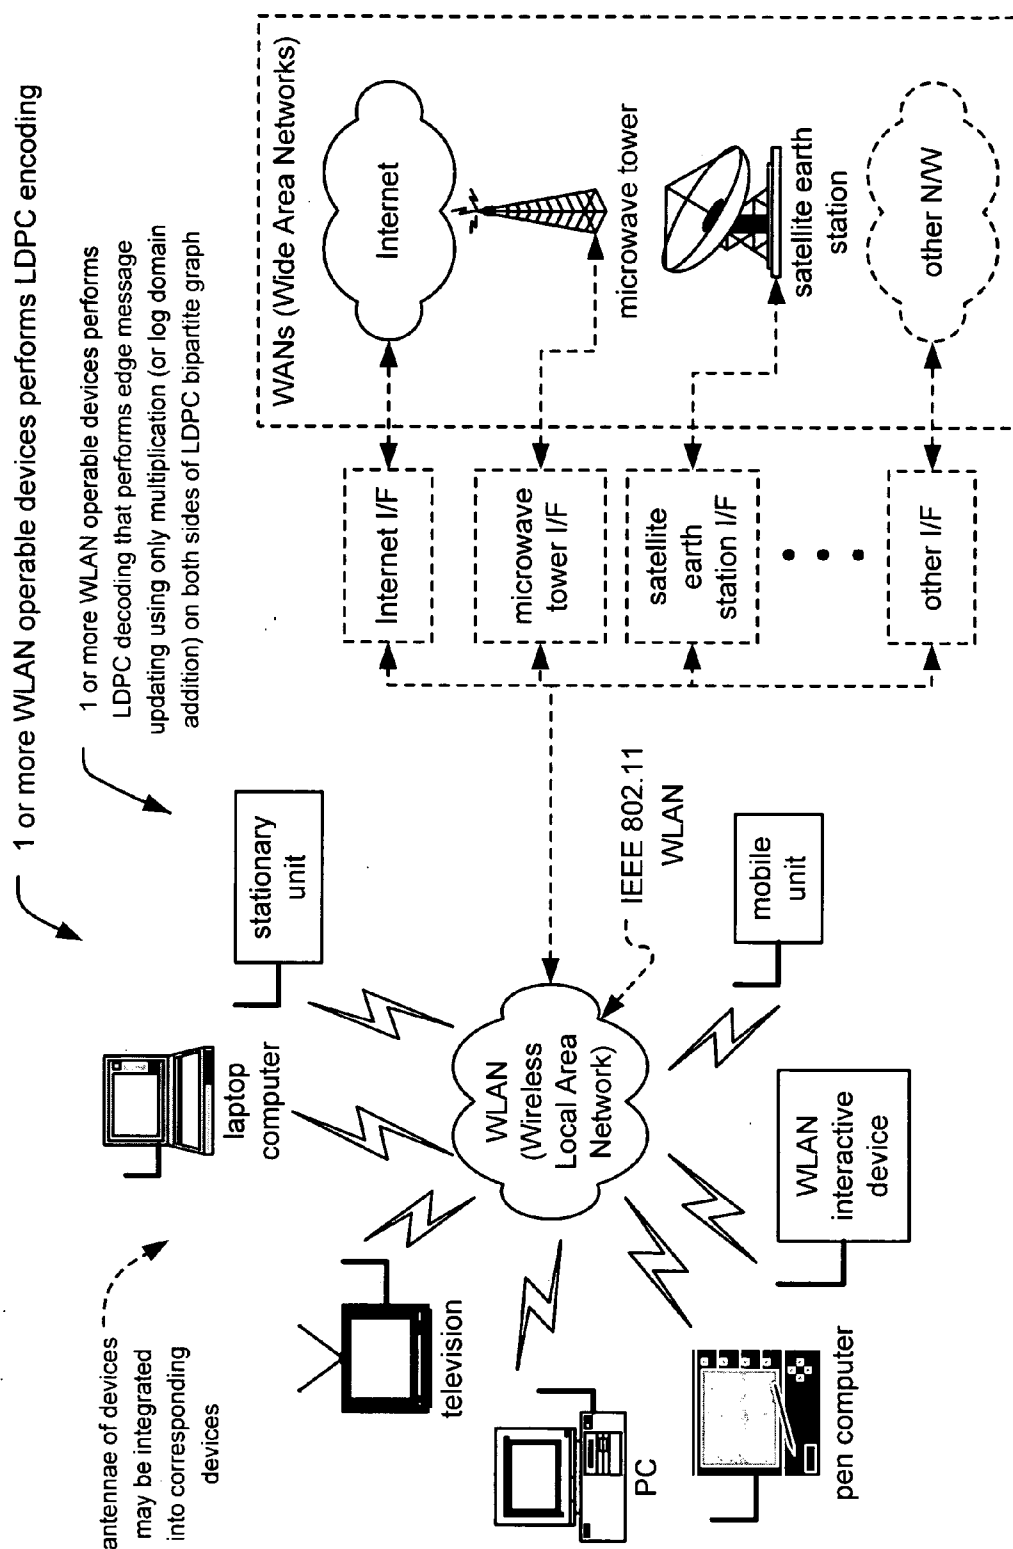 1 or more WLAN operable devices performs LDPC encoding
1 or more WLAN operable devices performs
LDPC decoding that performs edge message
updating using only multiplication (or log domain
addition) on both sides of LDPC bipartite graph
antennae of devices
may be integrated
into corresponding
devices
television
laptop
computer
stationary
unit
PC
WLAN
(Wireless
Local Area
Network)
IEEE 802.11
WLAN
pen computer
WLAN
interactive
device
mobile
unit
Internet I/F
microwave
tower I/F
satellite
earth
station I/F
other I/F
WANs (Wide Area Networks)
Internet
microwave tower
satellite earth
station
other N/W